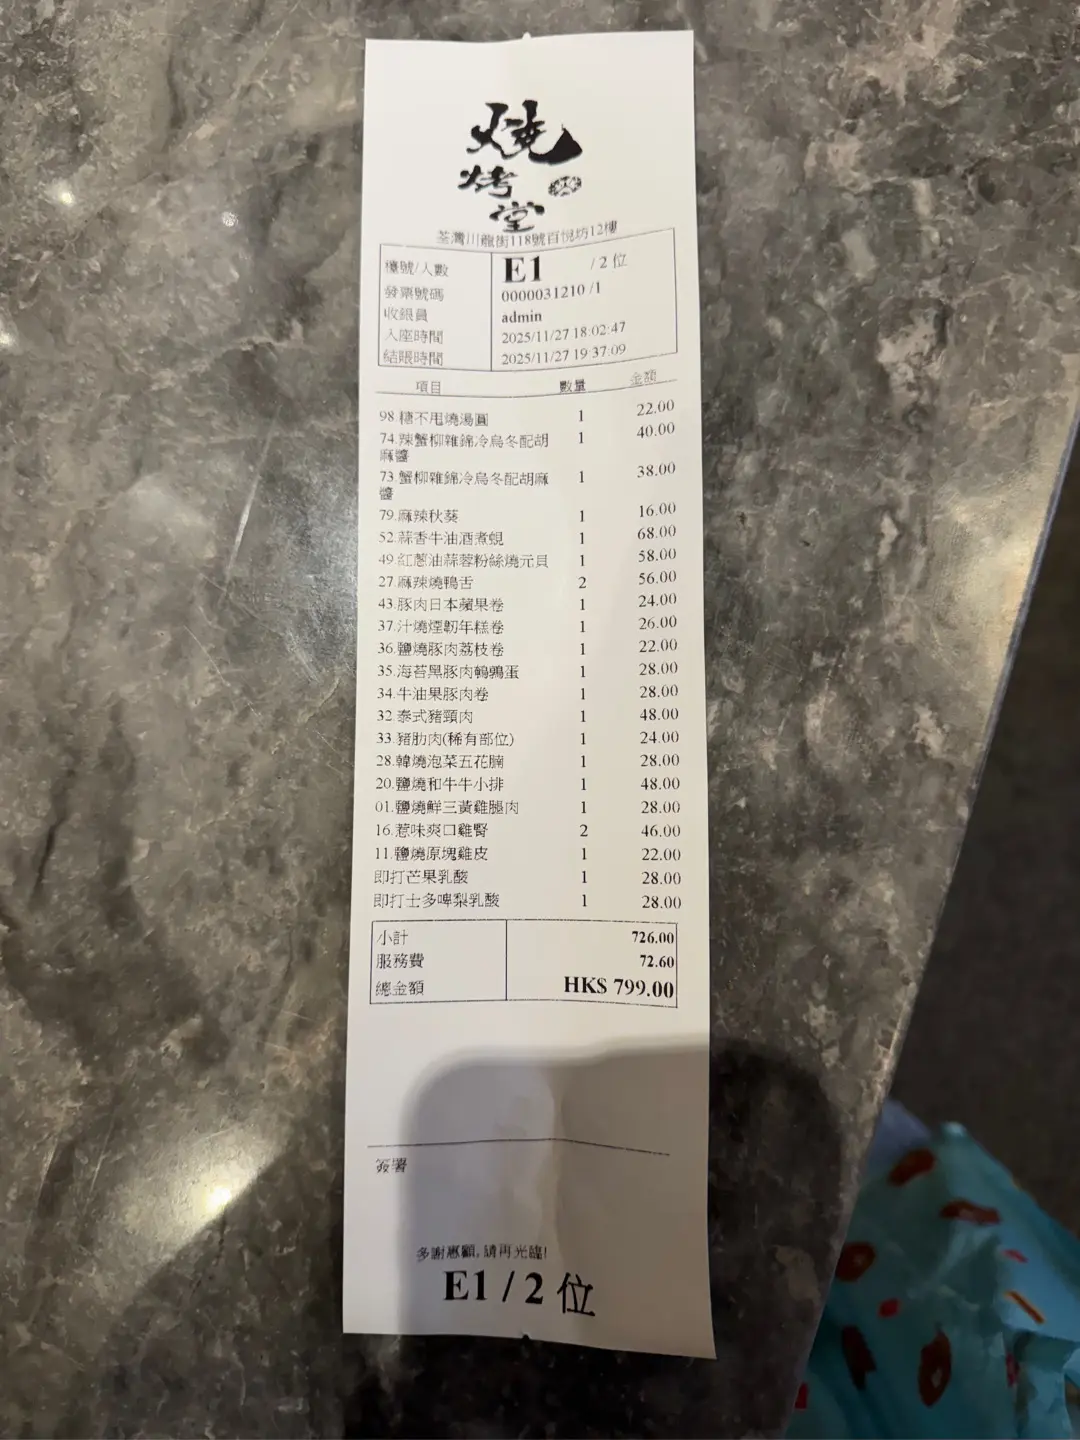 燒
烤
堂
荃灣川龍街118號百悅坊12樓
檯號/人數 E1 /2 位
發票號碼 0000031210 /1
收銀員 admin
入座時間 2025/11/27 18:02:47
結賬時間 2025/11/27 19:37:09
項目 數量 金額
98.糖不甩燒湯圓 1 22.00
74.辣蟹柳雜錦冷烏冬配胡 1 40.00
麻醬
73.蟹柳雜錦冷烏冬配胡麻 1 38.00
醬
79.麻辣秋葵 1 16.00
52.蒜香牛油酒煮蜆 1 68.00
49.紅蔥油蒜蓉粉絲燒元貝 1 58.00
27.麻辣燒鴨舌 2 56.00
43.豚肉日本蘋果卷 1 24.00
37.汁燒煙韌年糕卷 1 26.00
36.鹽燒豚肉荔枝卷 1 22.00
35.海苔黑豚肉鵪鶉蛋 1 28.00
34.牛油果豚肉卷 1 28.00
32.泰式豬頸肉 1 48.00
33.豬肋肉(稀有部位) 1 24.00
28.韓燒泡菜五花腩 1 28.00
20.鹽燒和牛牛小排 1 48.00
01.鹽燒鮮三黃雞腿肉 1 28.00
16.惹味爽口雞腎 2 46.00
11.鹽燒原塊雞皮 1 22.00
即打芒果乳酸 1 28.00
即打士多啤梨乳酸 1 28.00
小計 726.00
服務費 72.60
總金額 HK$ 799.00
簽署
多謝惠顧,請再光臨!
E1 / 2 位